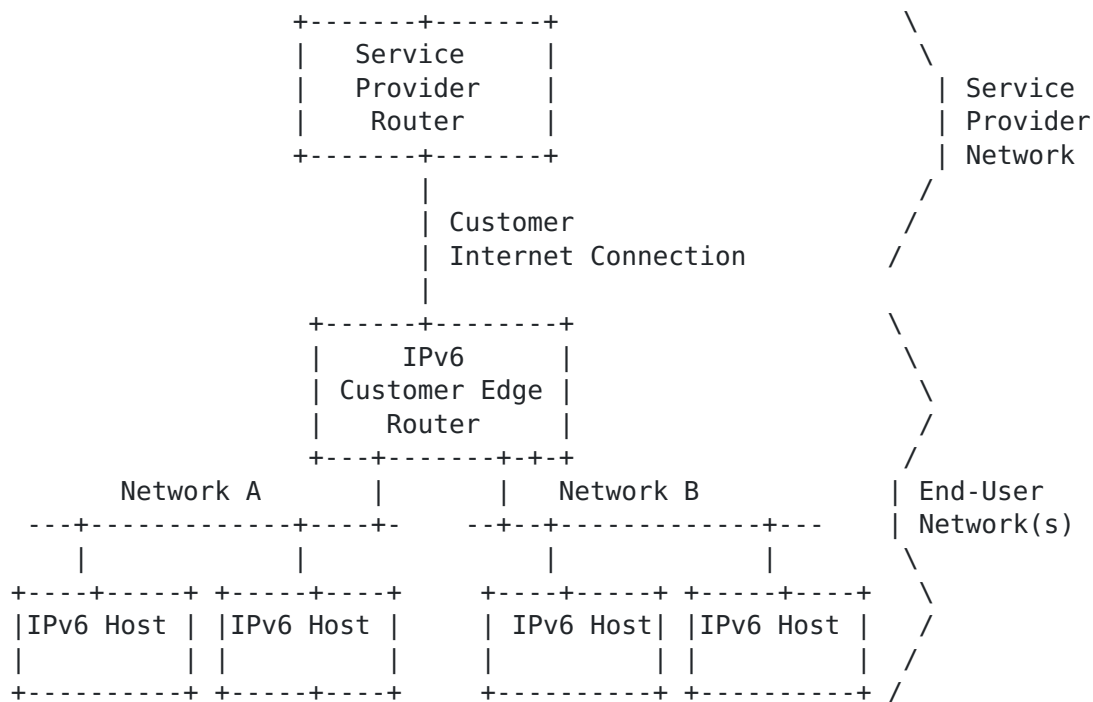 Service
Provider
Router
Service
Provider
Network
Customer
Internet Connection
IPv6
Customer Edge
Router
Network A
Network B
End-User
Network(s)
IPv6 Host
IPv6 Host
IPv6 Host
IPv6 Host